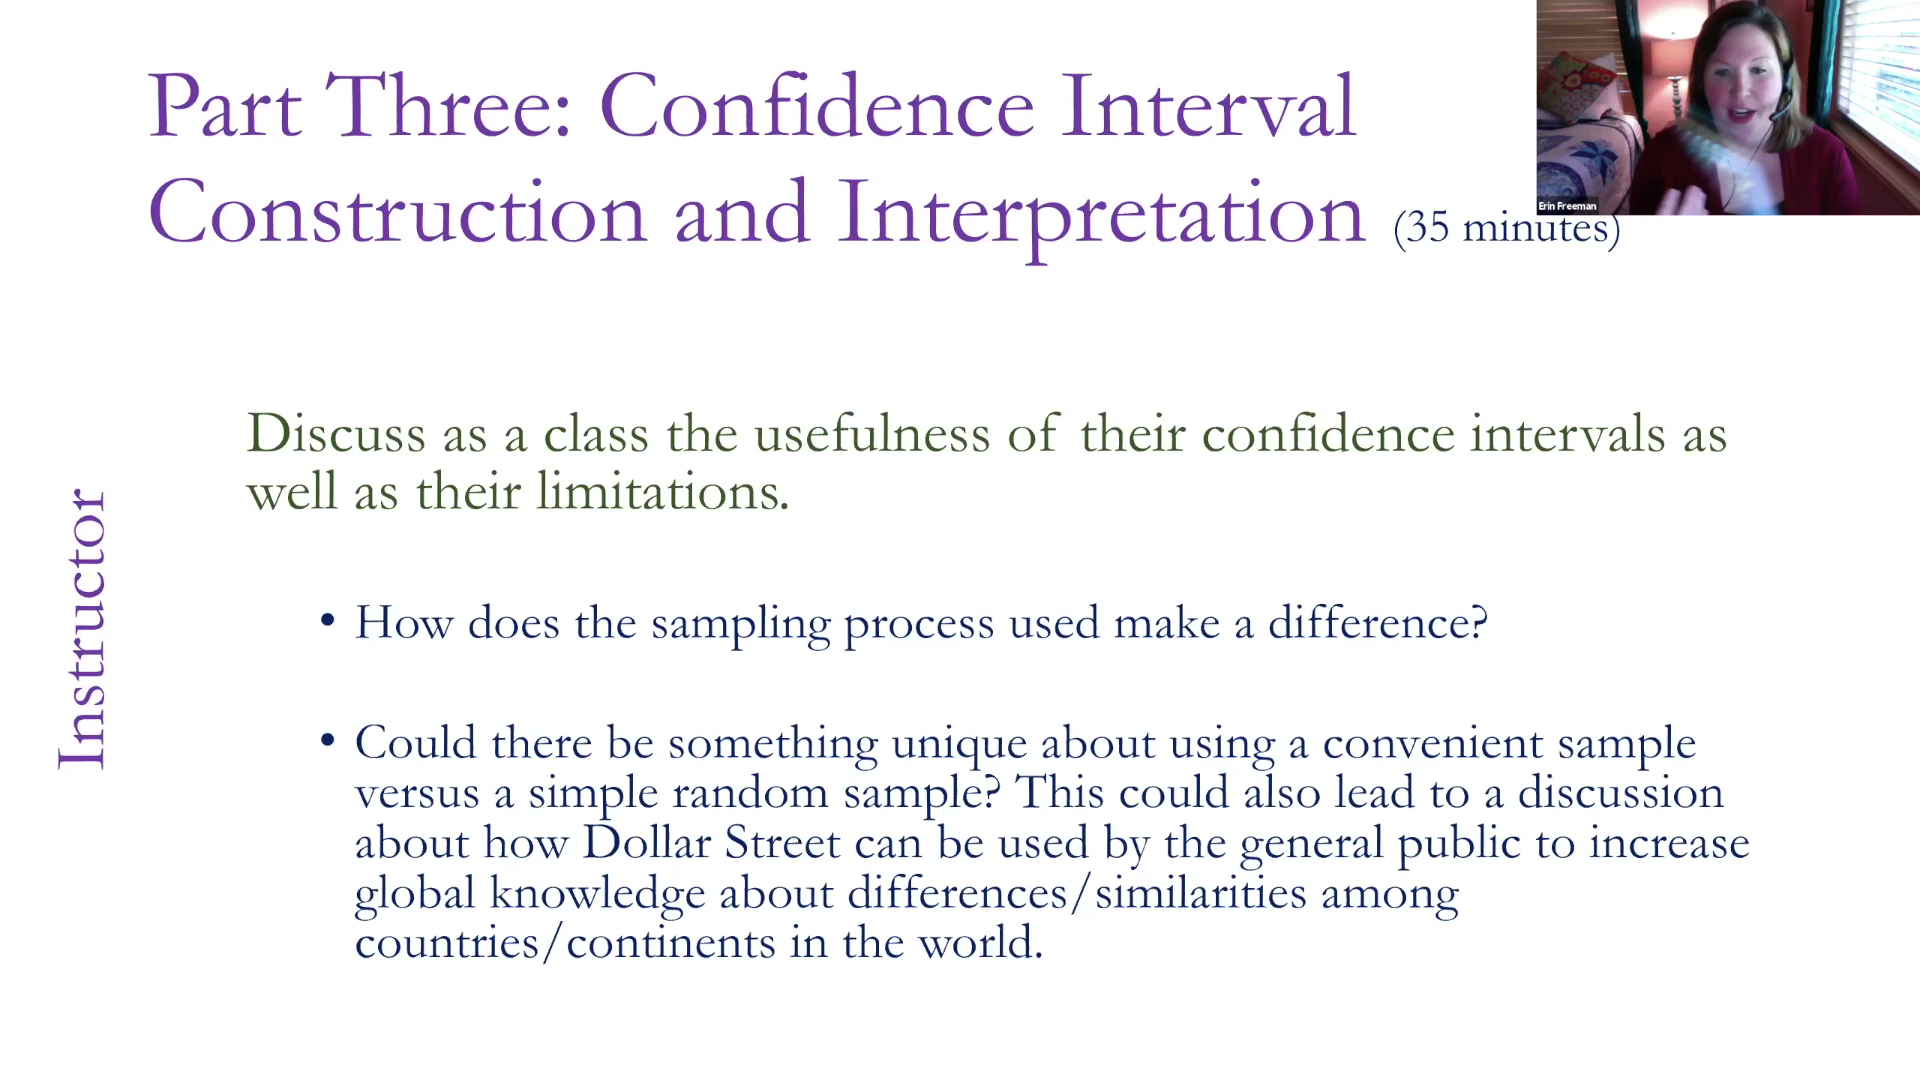 Part Three: Confidence Interval
Construction and Interpretation (35 minutes)
Erin Freeman
Instructor
Discuss as a class the usefulness of their confidence intervals as
well as their limitations.
• How does the sampling process used make a difference?
• Could there be something unique about using a convenient sample
versus a simple random sample? This could also lead to a discussion
about how Dollar Street can be used by the general public to increase
global knowledge about differences/similarities among
countries/continents in the world.